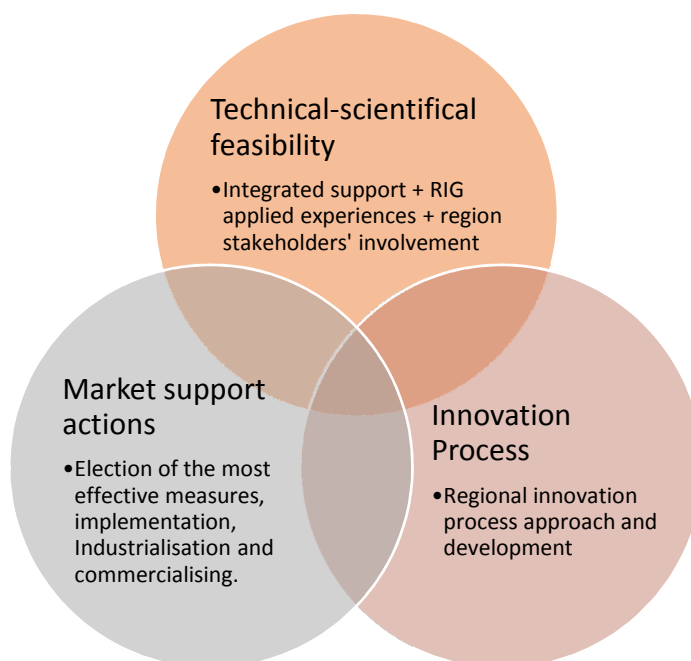 Technical-scientifical
feasibility
•Integrated support + RIG
applied experiences + region
stakeholders' involvement
Market support
actions
•Election of the most
effective measures,
implementation,
Industrialisation and
commercialising.
Innovation
Process
•Regional innovation
process approach and
development